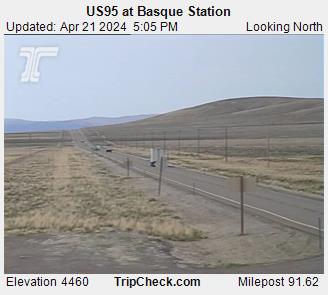 US95 at Basque Station
Updated: Apr 21 2024 5:05 PM Looking North
Elevation 4460 TripCheck.com Milepost 91.62